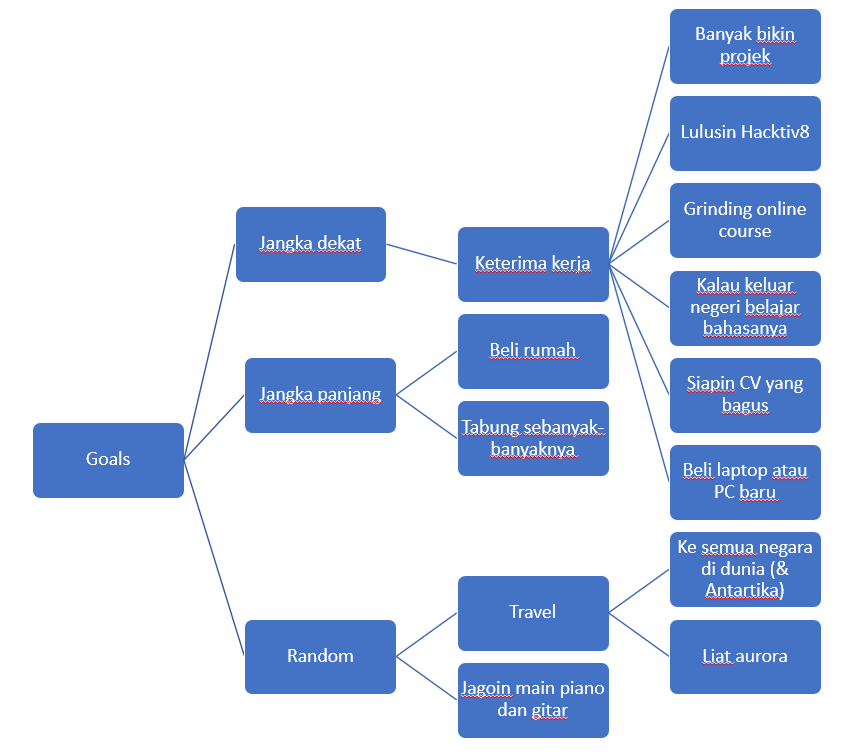 Goals
Jangka dekat
Keterima kerja
Banyak bikin
projek
Lulusin Hacktiv8
Grinding online
course
Kalau keluar
negeri belajar
bahasanya
Siapin CV yang
bagus
Beli laptop atau
PC baru
Jangka panjang
Beli rumah
Tabung sebanyak-
banyaknya
Random
Travel
Ke semua negara
di dunia (&
Antartika)
Liat aurora
Jagoin main piano
dan gitar